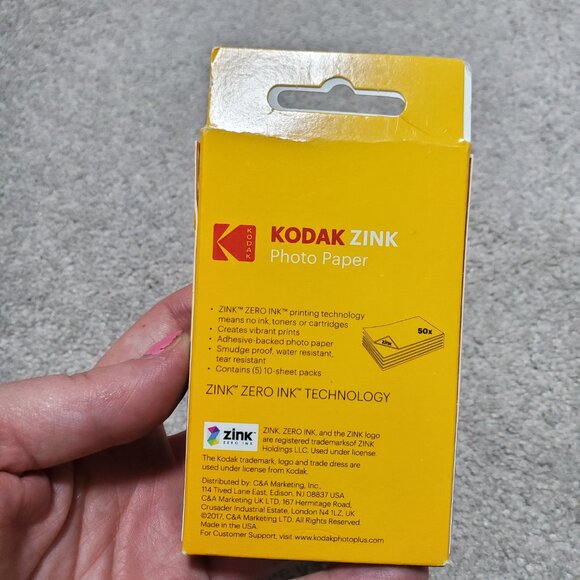 KODAK
KODAK ZINK
Photo Paper
• ZINK™ ZERO INK™ printing technology
means no ink, toners or cartridges
• Creates vibrant prints
• Adhesive-backed photo paper
• Smudge proof, water resistant,
tear resistant
• Contains (5) 10-sheet packs
50x
ZINK
ZINK™ ZERO INK™ TECHNOLOGY
zink™
ZERO INK
ZINK, ZERO INK, and the ZINK logo
are registered trademarksof ZINK
Holdings LLC. Used under license.
The Kodak trademark, logo and trade dress are
used under license from Kodak.
Distributed by: C&A Marketing, Inc.,
114 Tived Lane East, Edison, NJ 08837 USA
C&A Marketing UK LTD, 167 Hermitage Road,
Crusader Industrial Estate, London N4 1LZ, UK
©2017, C&A Marketing LTD. All Rights Reserved.
Made in the USA.
For Customer Support, visit www.kodakphotoplus.com